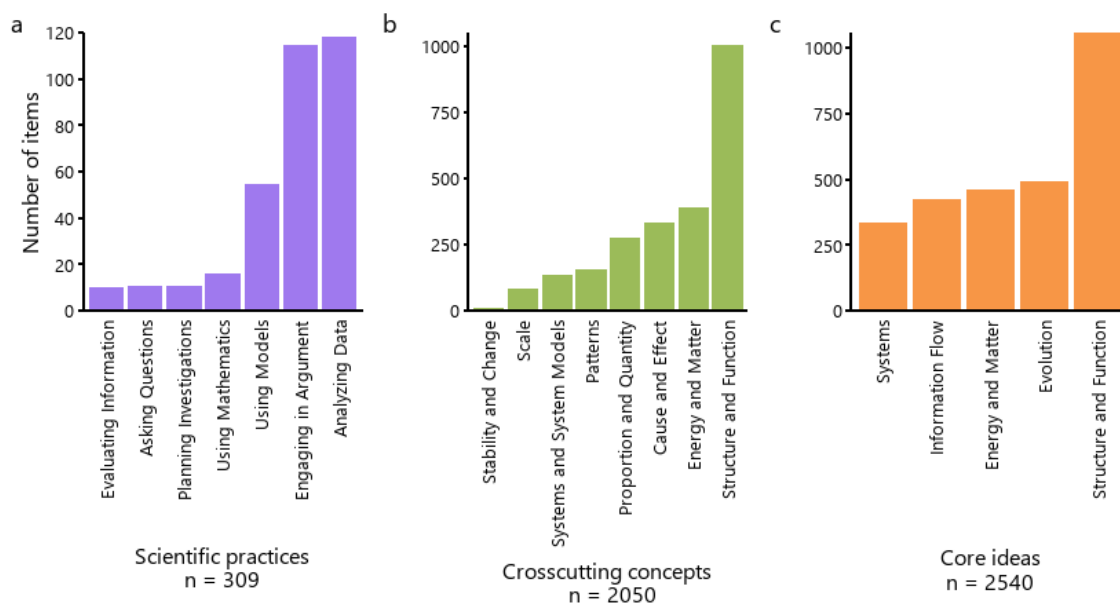 a
Number of items
120
100
80
60
40
20
0
Evaluating Information
Asking Questions
Planning Investigations
Using Mathematics
Using Models
Engaging in Argument
Analyzing Data
Scientific practices
n = 309
b
1000
750
500
250
0
Stability and Change
Scale
Systems and System Models
Patterns
Proportion and Quantity
Cause and Effect
Energy and Matter
Structure and Function
Crosscutting concepts
n = 2050
c
1000
750
500
250
0
Systems
Information Flow
Energy and Matter
Evolution
Structure and Function
Core ideas
n = 2540